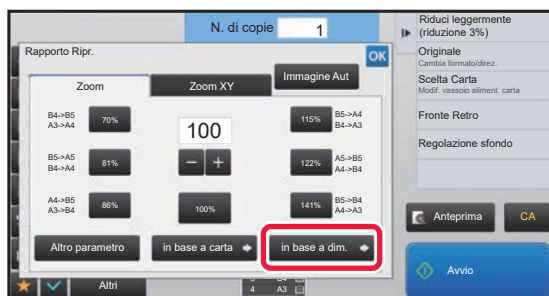 N. di copie 1
Rapporto Ripr.
OK
Zoom
Zoom XY
Immagine Aut
B4->B5
A3->A4
70%
100
115%
B5->A4
B4->A3
B5->A5
B4->A4
81%
122%
A5->B5
A4->B4
A4->B5
A3->B4
86%
100%
141%
B5->B4
A4->A3
Altro parametro
in base a carta
in base a dim.
Altri
4 A3
Riduci leggermente
(riduzione 3%)
Originale
Cambia formato/direz.
Scelta Carta
Modif. vassoio aliment. carta
Fronte Retro
Regolazione sfondo
Anteprima
CA
Avvio